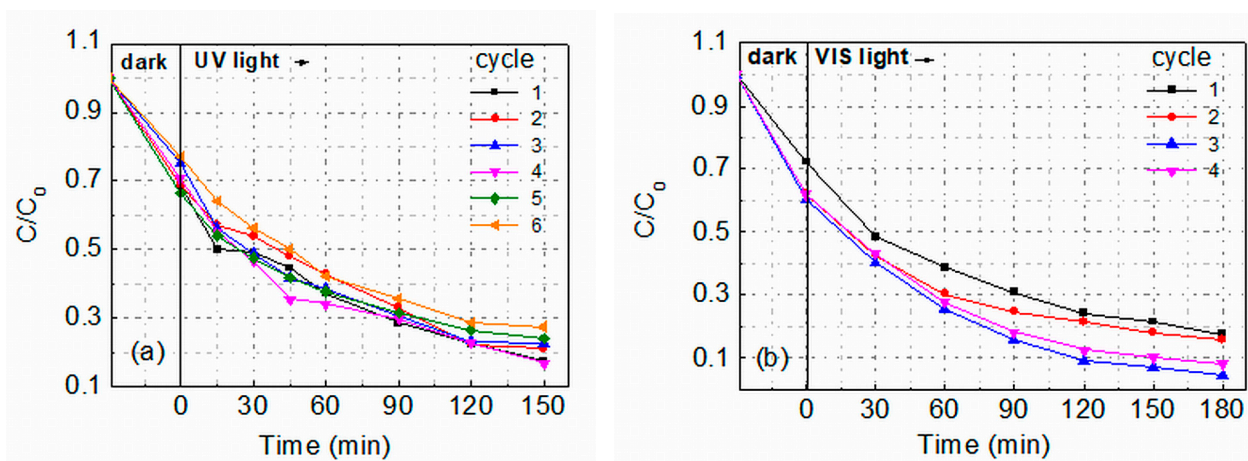 1.1
0.9
0.7
0.5
0.3
0.1
C/C₀
dark
UV light
cycle
1
2
3
4
5
6
(a)
0 30 60 90 120 150
Time (min)
1.1
0.9
0.7
0.5
0.3
0.1
C/C₀
dark
VIS light
cycle
1
2
3
4
(b)
0 30 60 90 120 150 180
Time (min)